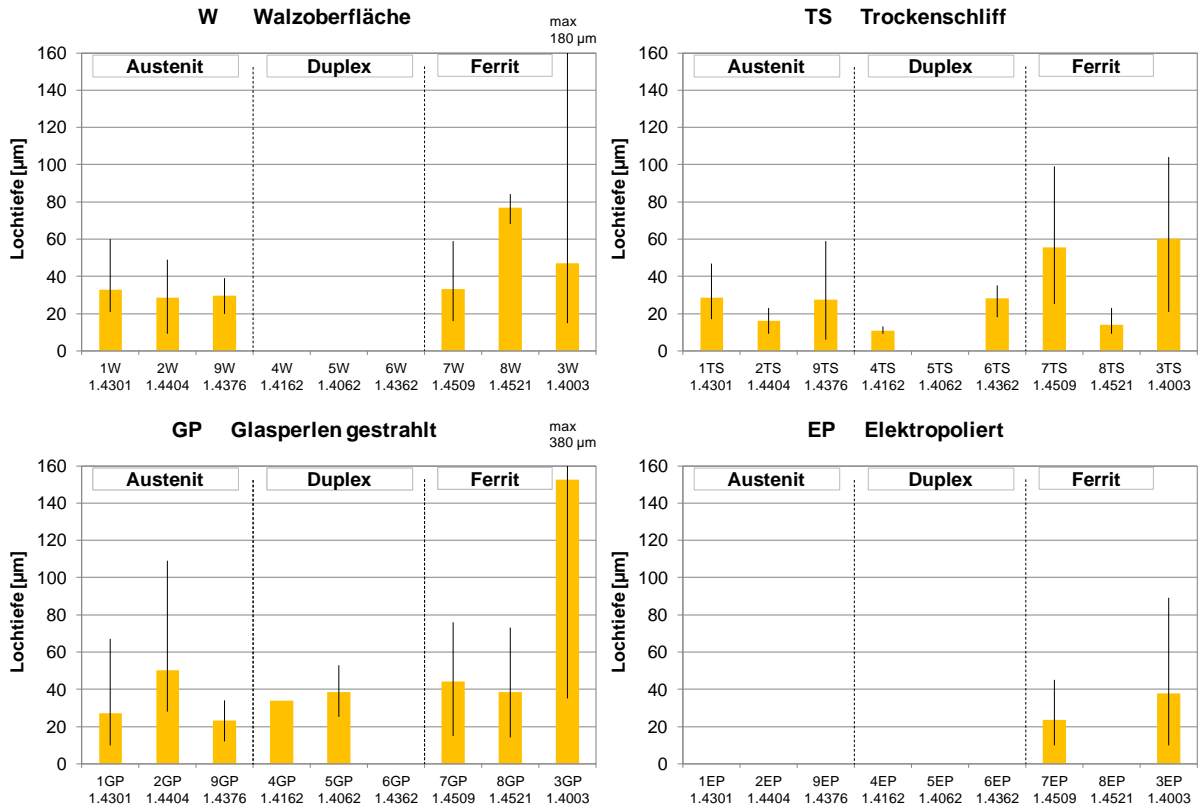 W Walzoberfläche
max
180 µm
Austenit Duplex Ferrit
Lochtiefe [µm]
160
140
120
100
80
60
40
20
0
1W 2W 9W 4W 5W 6W 7W 8W 3W
1.4301 1.4404 1.4376 1.4162 1.4062 1.4362 1.4509 1.4521 1.4003
TS Trockenschliff
Austenit Duplex Ferrit
Lochtiefe [µm]
160
140
120
100
80
60
40
20
0
1TS 2TS 9TS 4TS 5TS 6TS 7TS 8TS 3TS
1.4301 1.4404 1.4376 1.4162 1.4062 1.4362 1.4509 1.4521 1.4003
GP Glasperlen gestrahlt
max
380 µm
Austenit Duplex Ferrit
Lochtiefe [µm]
160
140
120
100
80
60
40
20
0
1GP 2GP 9GP 4GP 5GP 6GP 7GP 8GP 3GP
1.4301 1.4404 1.4376 1.4162 1.4062 1.4362 1.4509 1.4521 1.4003
EP Elektropoliert
Austenit Duplex Ferrit
Lochtiefe [µm]
160
140
120
100
80
60
40
20
0
1EP 2EP 9EP 4EP 5EP 6EP 7EP 8EP 3EP
1.4301 1.4404 1.4376 1.4162 1.4062 1.4362 1.4509 1.4521 1.4003